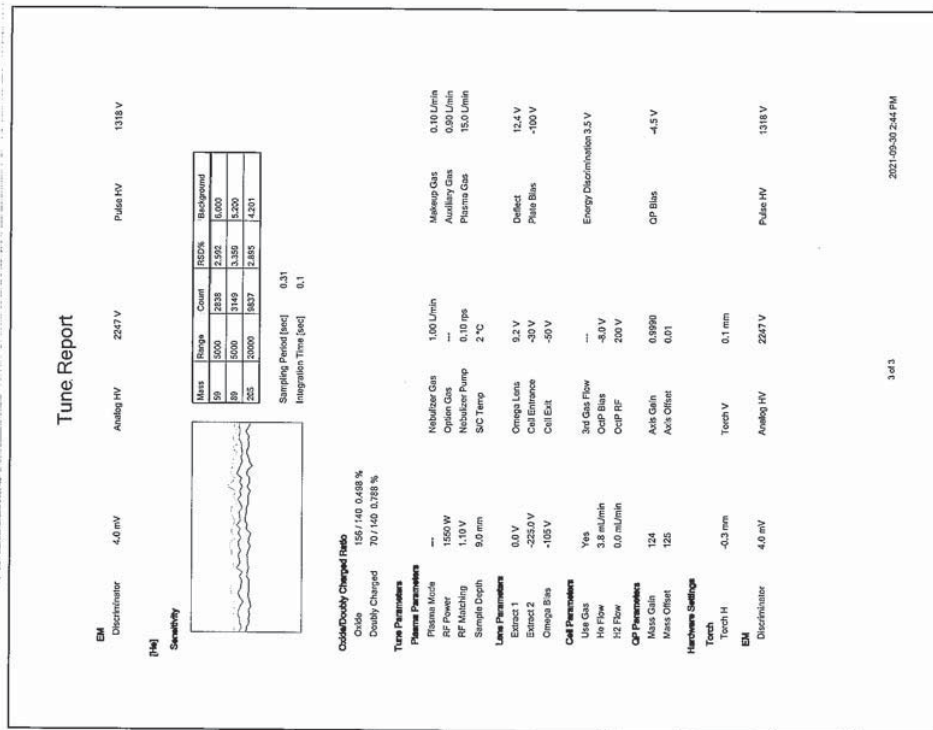 Tune Report
EM
Discriminator 4.0 mV Analog HV 2247 V Pulse HV 1318 V
[He]
Sensitivity
Mass Range Count RSD% Background
59 5000 2838 2.592 6.000
89 5000 3149 3.350 5.200
205 20000 9837 2.895 4.201
Sampling Period [sec] 0.31
Integration Time [sec] 0.1
Oxide/Doubly Charged Ratio
Oxide 156 / 140 0.498 %
Doubly Charged 70 / 140 0.788 %
Tune Parameters
Plasma Parameters
Plasma Mode --- Nebulizer Gas 1.00 L/min Makeup Gas 0.10 L/min
RF Power 1550 W Option Gas --- Auxiliary Gas 0.90 L/min
RF Matching 1.10 V Nebulizer Pump 0.10 rps Plasma Gas 15.0 L/min
Sample Depth 9.0 mm S/C Temp 2 °C
Lens Parameters
Extract 1 0.0 V Omega Lens 9.2 V Deflect 12.4 V
Extract 2 -225.0 V Cell Entrance -30 V Plate Bias -100 V
Omega Bias -105 V Cell Exit -50 V
Cell Parameters
Use Gas Yes 3rd Gas Flow --- Energy Discrimination 3.5 V
He Flow 3.8 mL/min OctP Bias -8.0 V
H2 Flow 0.0 mL/min OctP RF 200 V
QP Parameters
Mass Gain 124 Axis Gain 0.9990 QP Bias -4.5 V
Mass Offset 125 Axis Offset 0.01
Hardware Settings
Torch
Torch H -0.3 mm Torch V 0.1 mm
EM
Discriminator 4.0 mV Analog HV 2247 V Pulse HV 1318 V
3 of 3 2021-09-30 2:44 PM